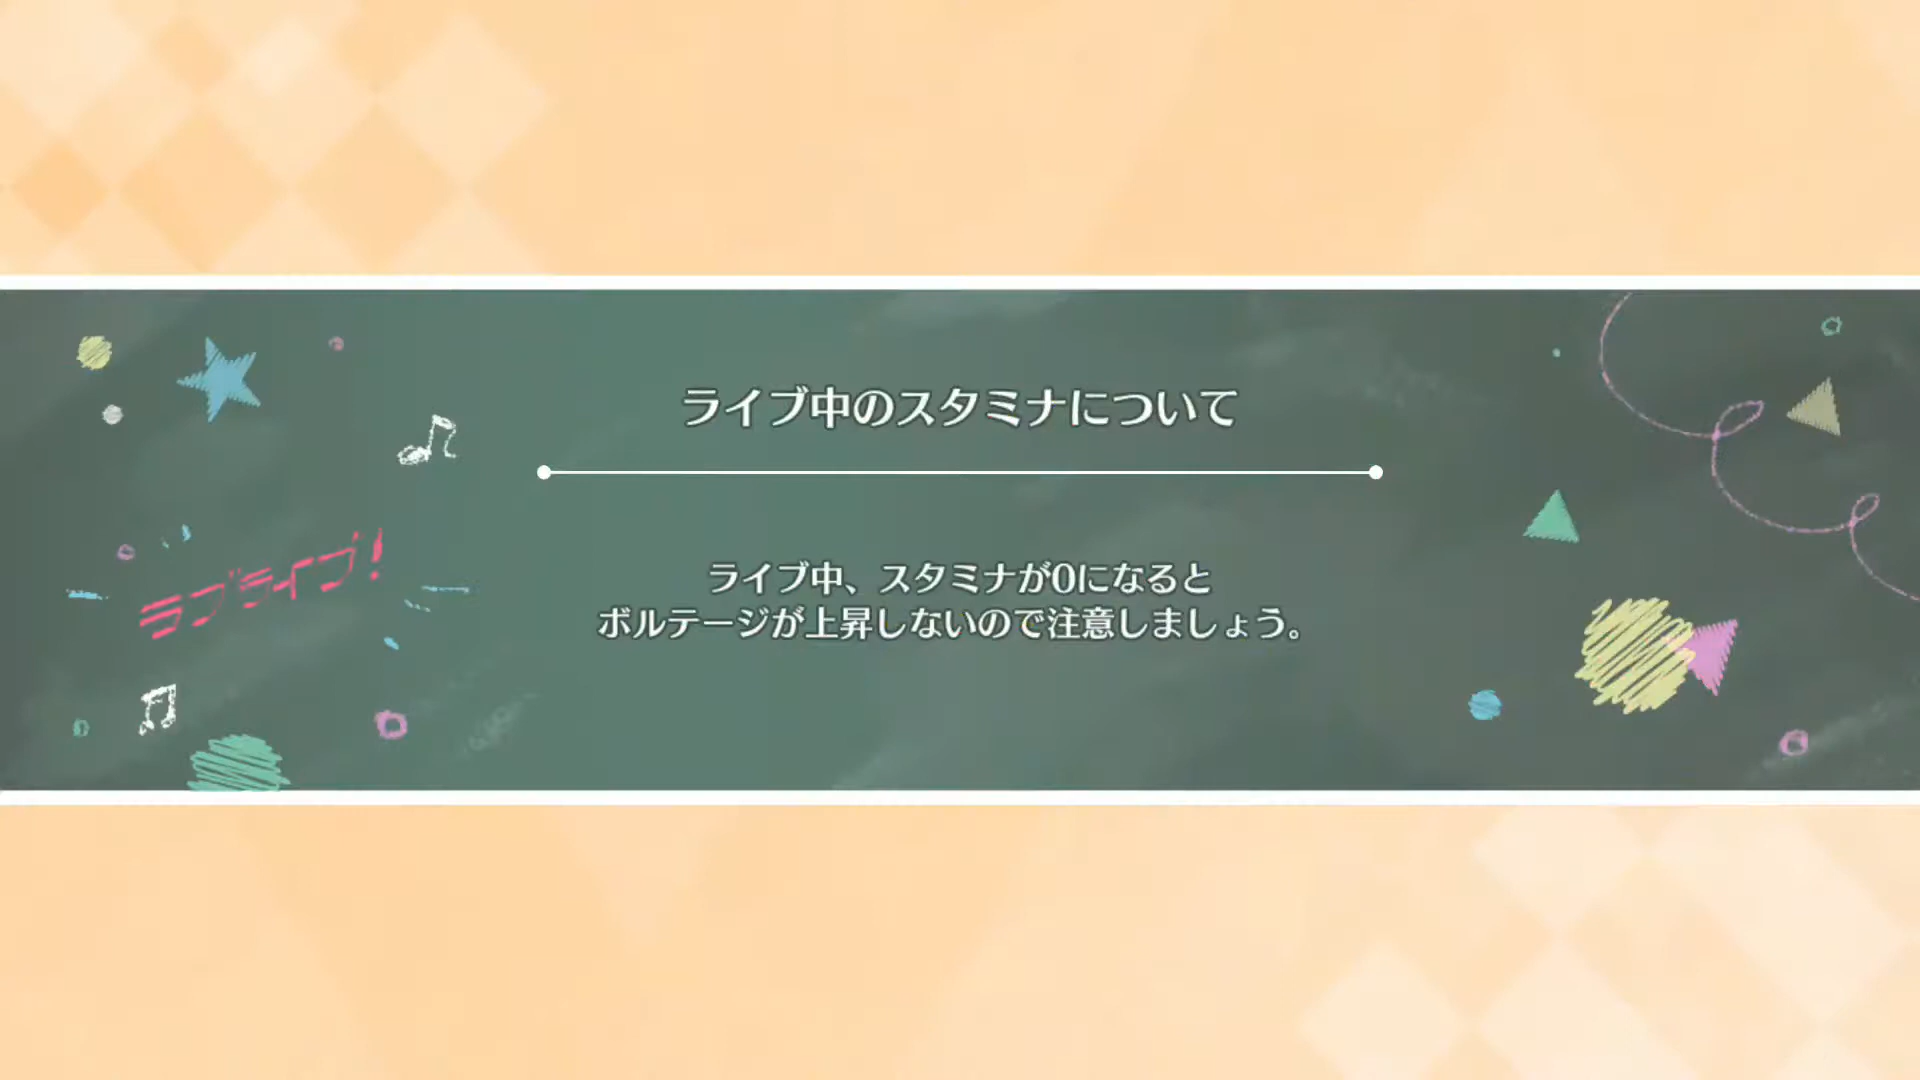 ライブ中のスタミナについて
ライブ中、スタミナが0になると
ボルテージが上昇しないので注意しましょう。
ラブライブ!